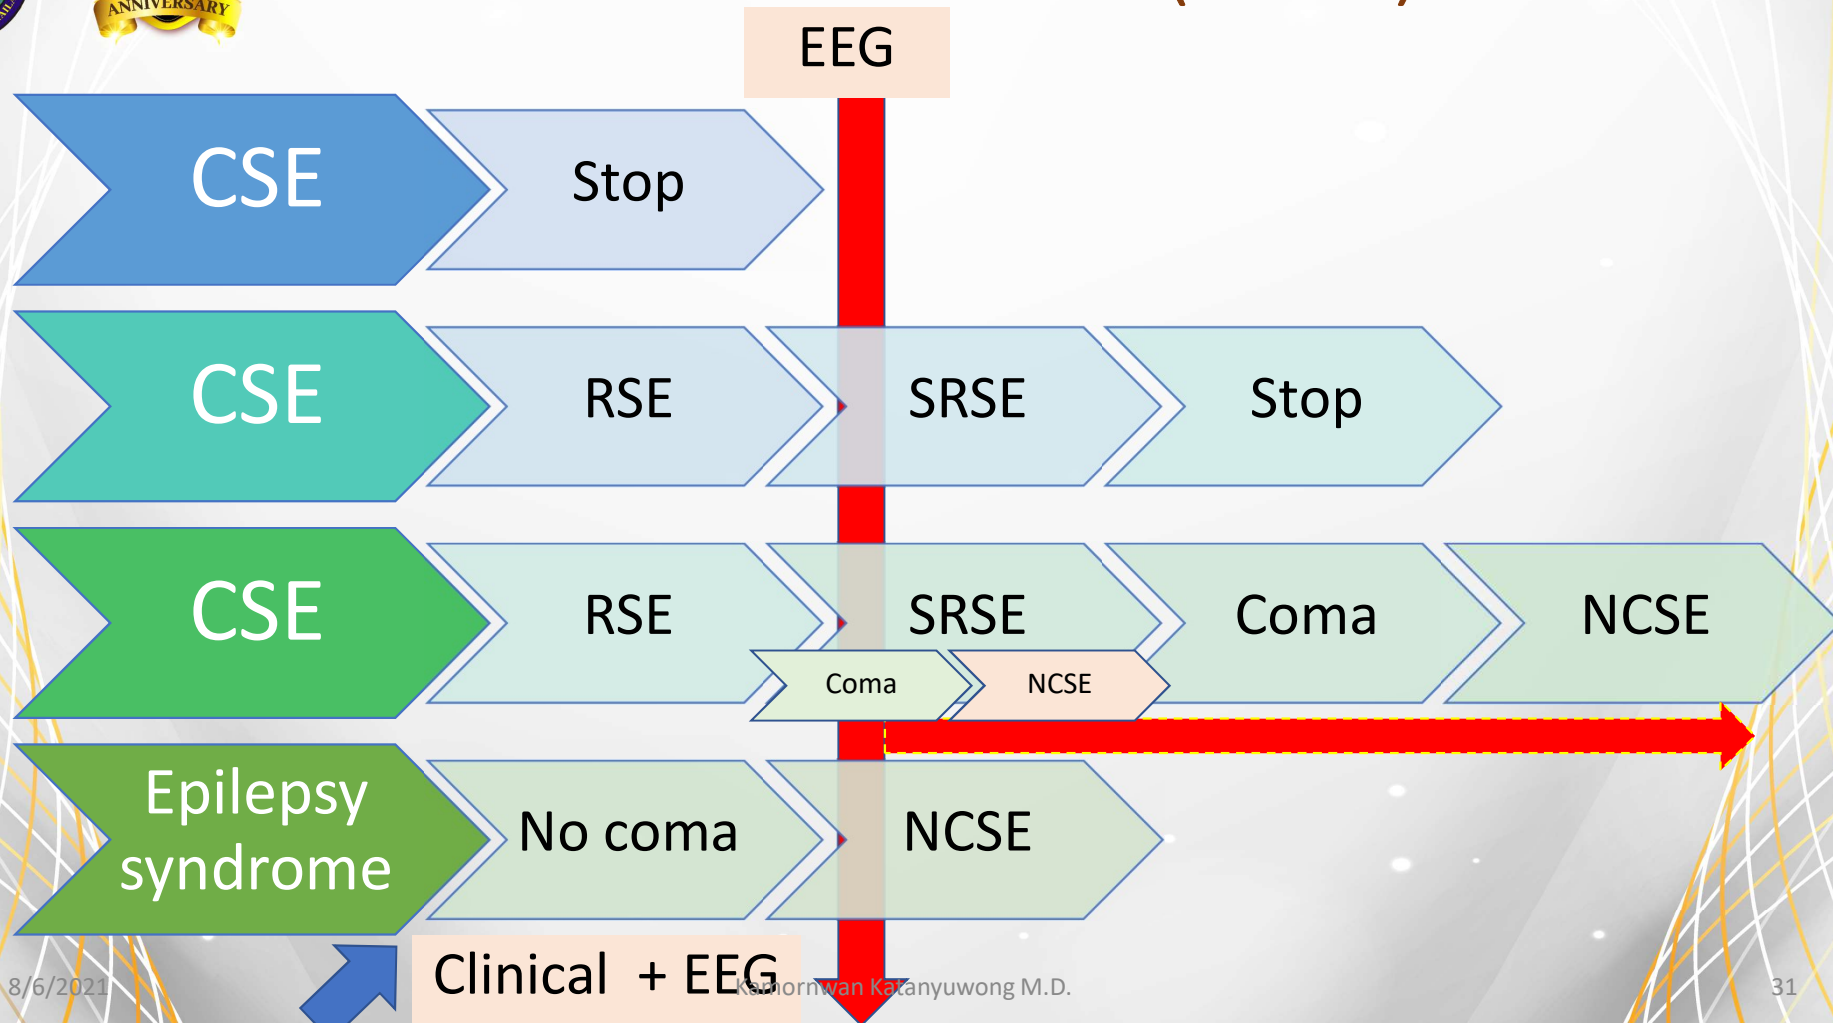 ANNIVERSARY
EEG
CSE
Stop
CSE
RSE
SRSE
Stop
CSE
RSE
SRSE
Coma
NCSE
Coma
NCSE
Epilepsy
syndrome
No coma
NCSE
Clinical + EEG
8/6/2021
Kamornwan Katanyuwong M.D.
31